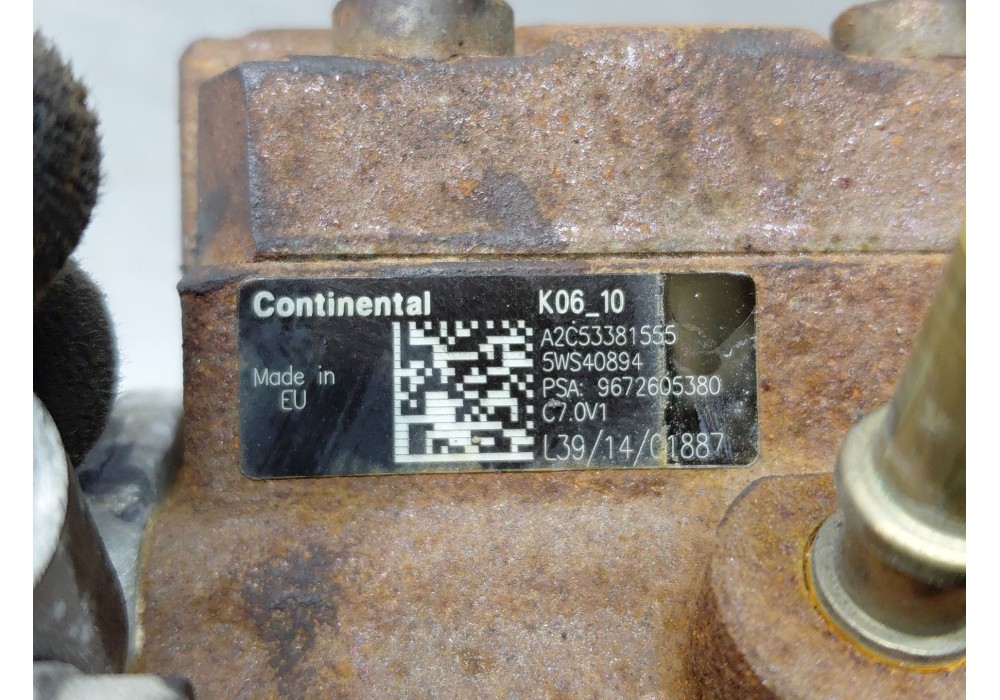 Continental
K06_10
A2C53381555
5WS40894
Made in
EU
PSA: 9672605380
C7.0V1
L39/14/01887